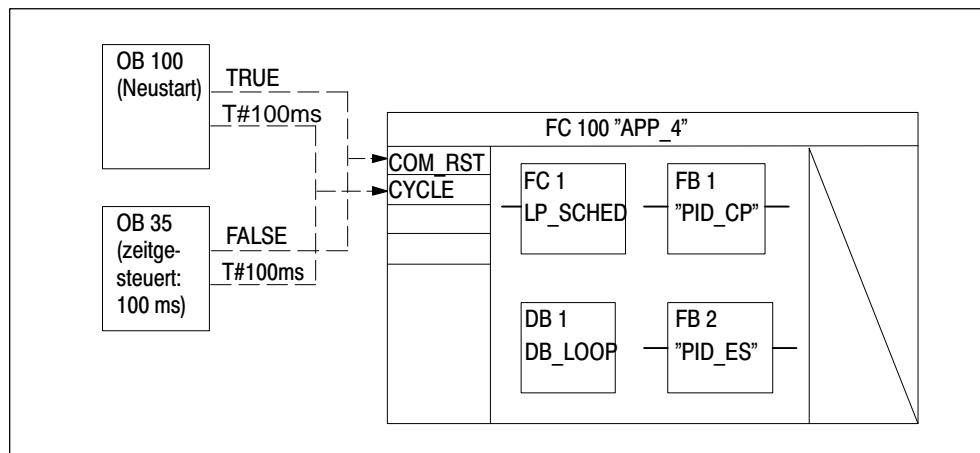 OB 100
(Neustart)
TRUE
T#100ms
OB 35
(zeitge-
steuert:
100 ms)
FALSE
T#100ms
FC 100 ”APP_4”
COM_RST
CYCLE
FC 1
LP_SCHED
FB 1
”PID_CP”
DB 1
DB_LOOP
FB 2
”PID_ES”